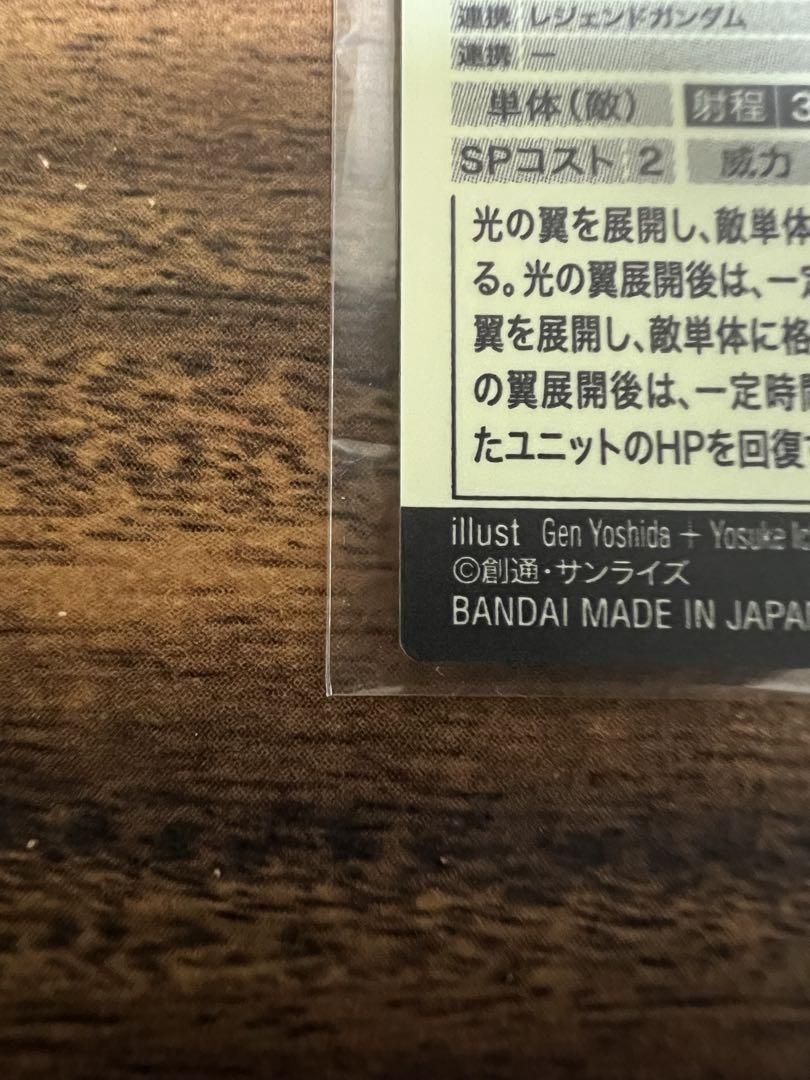 連携 レジェンドガンダム
連携 ー
単体(敵) 射程 3
SPコスト 2 威力
光の翼を展開し、敵単体
る。光の翼展開後は、一定
翼を展開し、敵単体に格
の翼展開後は、一定時間
たユニットのHPを回復
illust Gen Yoshida + Yosuke
©創通・サンライズ
BANDAI MADE IN JAPAN